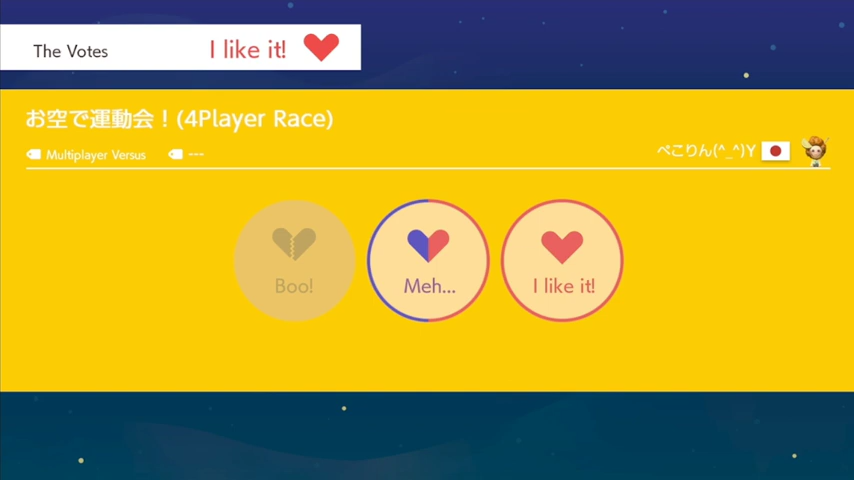 The Votes
I like it!
お空で運動会！(4Player Race)
Multiplayer Versus
---
ぺこりん(^_^)Y
Boo!
Meh...
I like it!